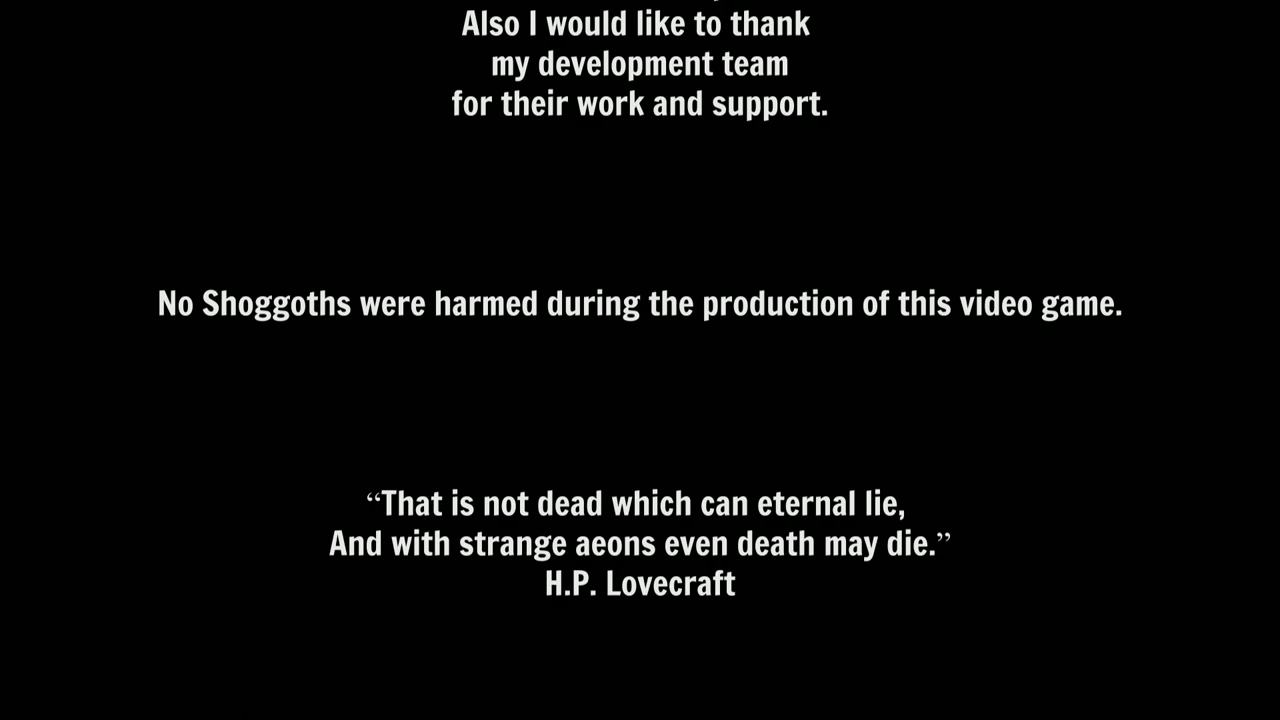 Also I would like to thank
my development team
for their work and support.
No Shoggoths were harmed during the production of this video game.
“That is not dead which can eternal lie,
And with strange aeons even death may die.”
H.P. Lovecraft